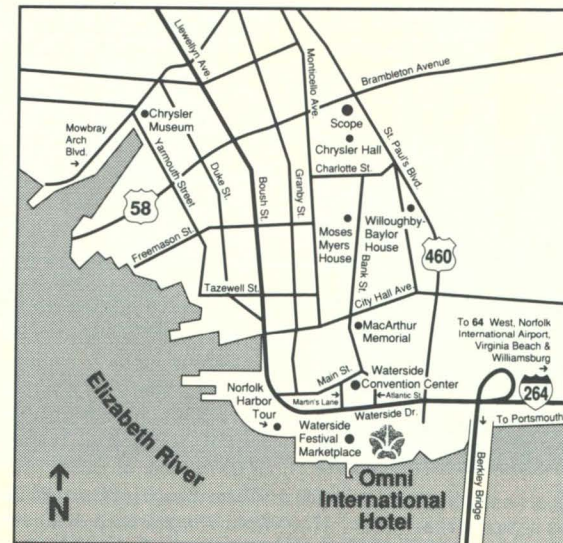 Llewellyn Ave.
Monticello Ave.
Brambleton Avenue
Chrysler
Museum
Scope
Chrysler Hall
Mowbray
Arch
Blvd.
Yarmouth Street
Duke St.
Boush St.
Granby St.
Charlotte St.
St. Paul's Blvd.
58
Freemason St.
Moses
Myers
House
Willoughby-
Baylor
House
Bank St.
460
Tazewell St.
City Hall Ave.
MacArthur
Memorial
To 64 West, Norfolk
International Airport,
Virginia Beach &
Williamsburg
Main St.
Waterside
Convention Center
264
Norfolk
Harbor
Tour
Martin's Lane
Atlantic St.
Waterside Dr.
To Portsmouth
Waterside
Festival
Marketplace
Elizabeth River
N
Omni
International
Hotel
Berkley Bridge